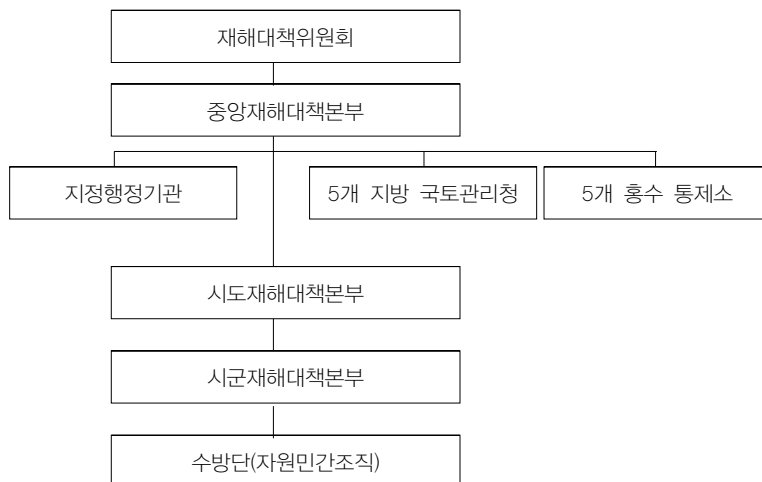 재해대책위원회
중앙재해대책본부
지정행정기관
5개 지방 국토관리청
5개 홍수 통제소
시도재해대책본부
시군재해대책본부
수방단(자원민간조직)